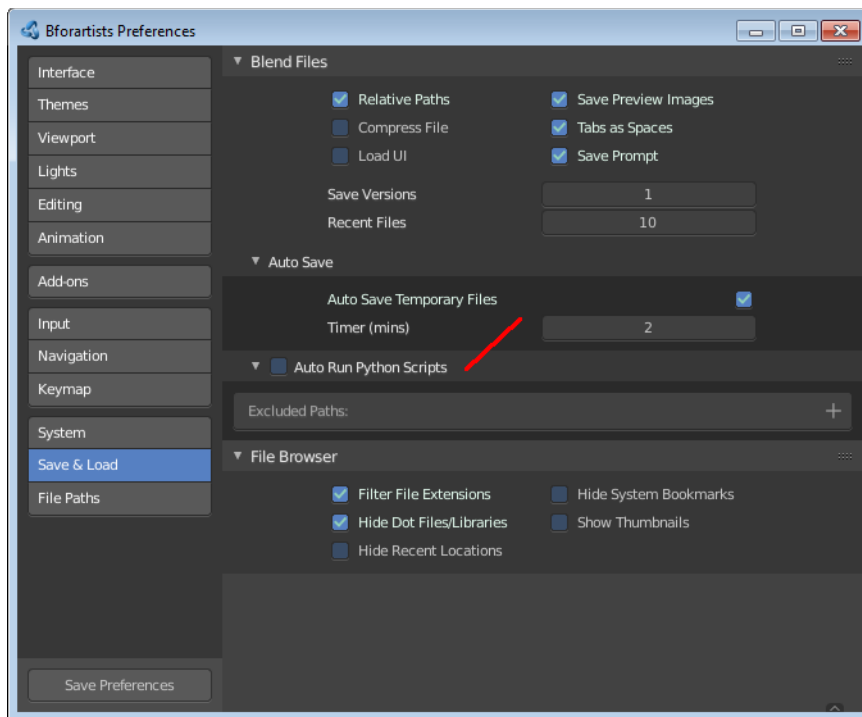 Bforartists Preferences
Interface
Themes
Viewport
Lights
Editing
Animation
Add-ons
Input
Navigation
Keymap
System
Save & Load
File Paths
Save Preferences
Blend Files
Relative Paths Save Preview Images
Compress File Tabs as Spaces
Load UI Save Prompt
Save Versions 1
Recent Files 10
Auto Save
Auto Save Temporary Files
Timer (mins) 2
Auto Run Python Scripts
Excluded Paths:
File Browser
Filter File Extensions Hide System Bookmarks
Hide Dot Files/Libraries Show Thumbnails
Hide Recent Locations